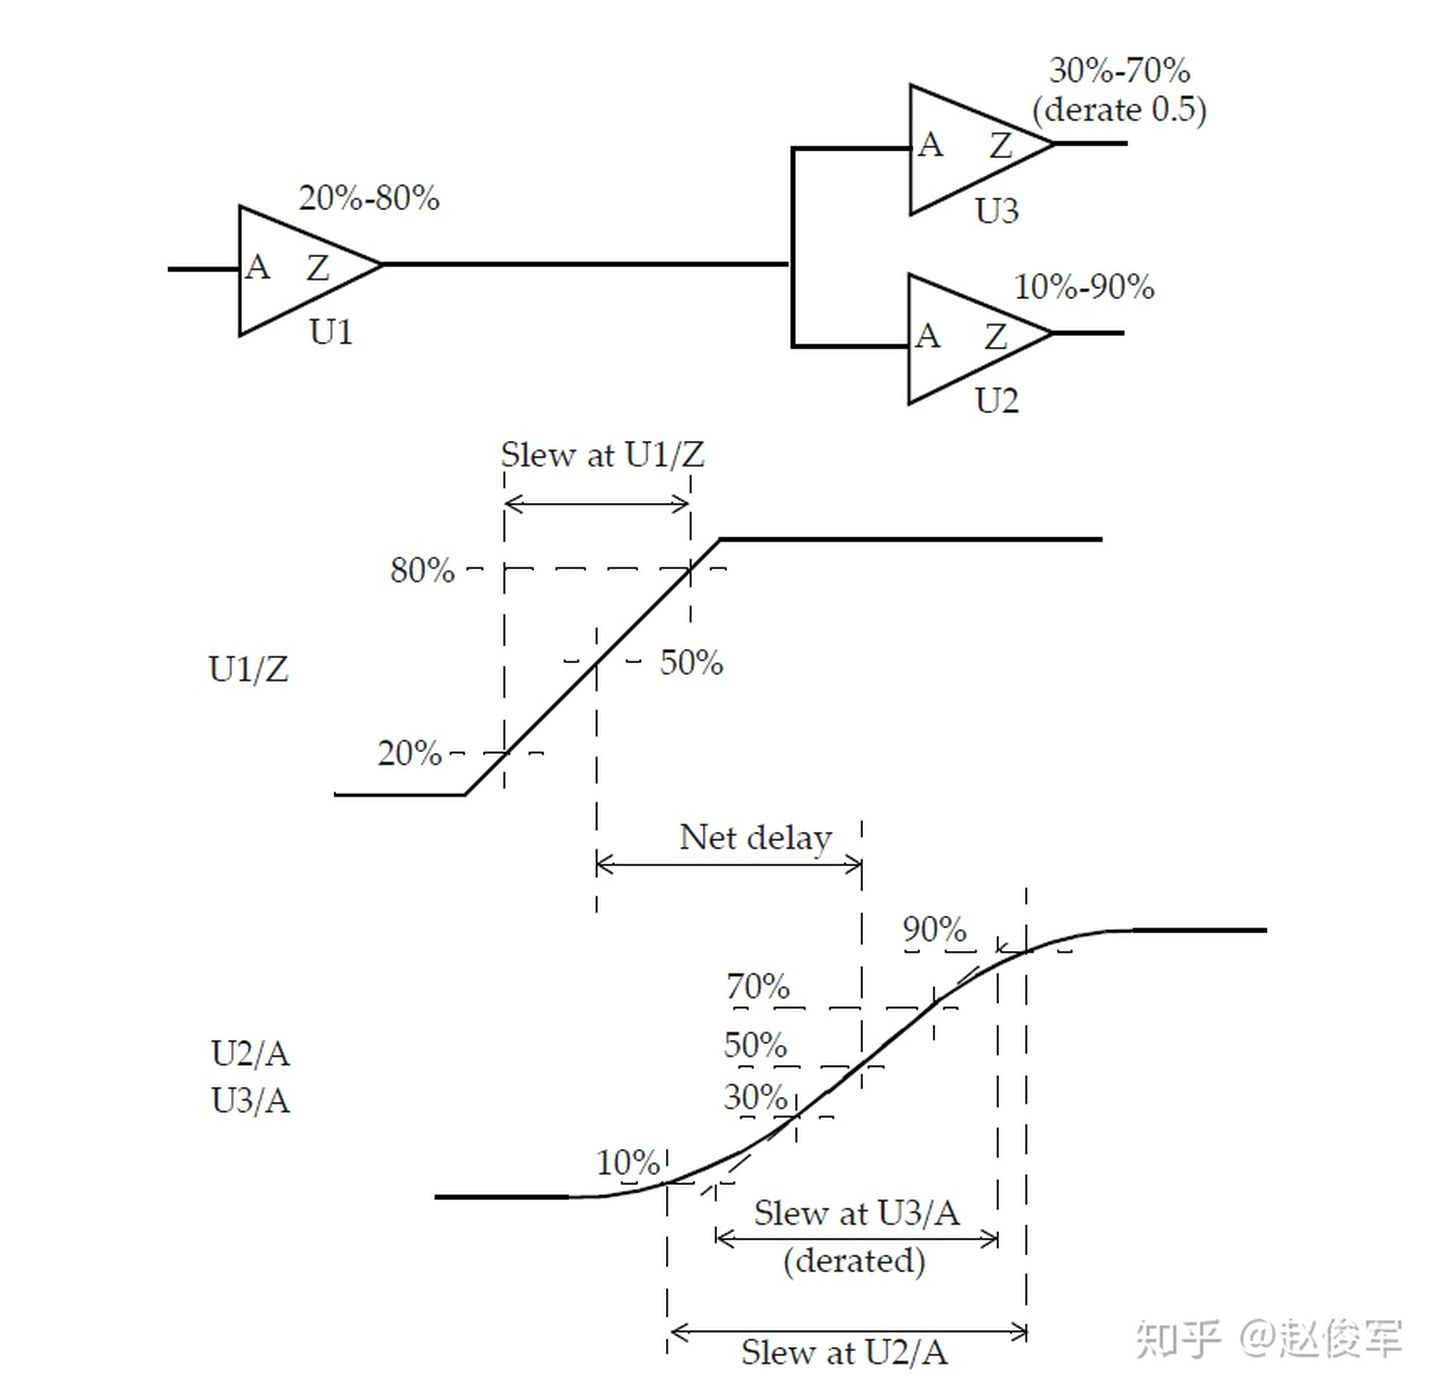 30%-70%
(derate 0.5)
A Z
U3
20%-80%
A Z
U1
10%-90%
A Z
U2
Slew at U1/Z
80%
U1/Z
50%
20%
Net delay
90%
70%
50%
U2/A
30%
U3/A
10%
Slew at U3/A
(derated)
Slew at U2/A
知乎 @赵俊军